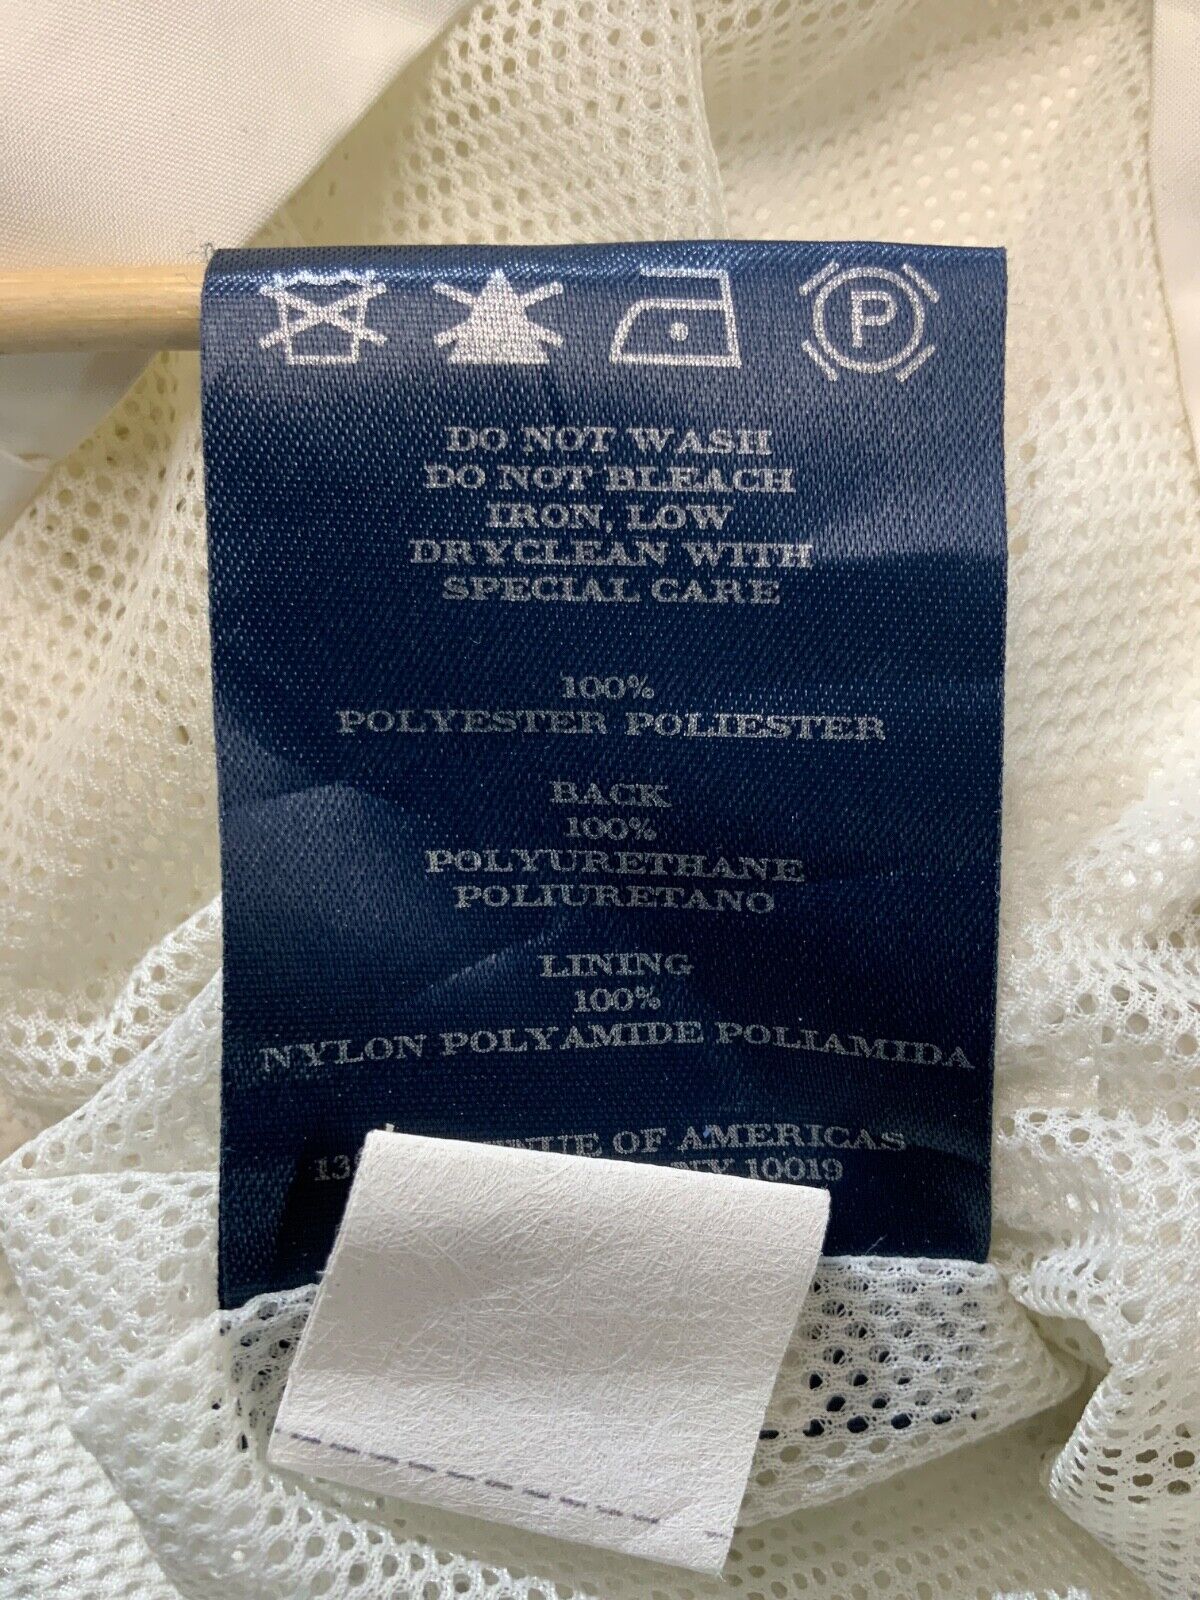 P
DO NOT WASH
DO NOT BLEACH
IRON, LOW
DRYCLEAN WITH
SPECIAL CARE
100%
POLYESTER POLIESTER
BACK
100%
POLYURETHANE
POLIURETANO
LINING
100%
NYLON POLYAMIDE POLIAMIDA
OF AMERICAS
NY 10019